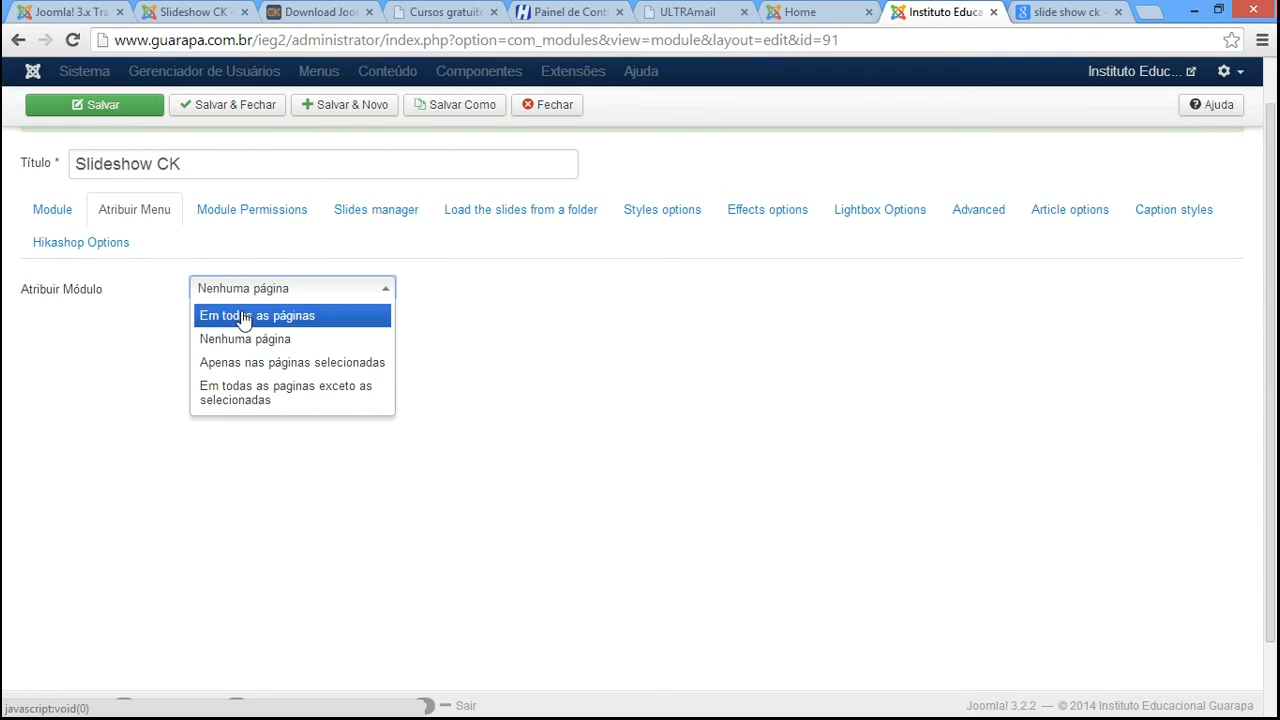 Joomla! 3.x Tra
Slideshow CK -
Download Joo
Cursos gratuito
Painel de Cont
ULTRAmail
Home
Instituto Educa
slide show ck -
www.guarapa.com.br/ieg2/administrator/index.php?option=com_modules&view=module&layout=edit&id=91
Sistema Gerenciador de Usuários Menus Conteúdo Componentes Extensões Ajuda Instituto Educ...
Salvar Salvar & Fechar Salvar & Novo Salvar Como Fechar Ajuda
Título * Slideshow CK
Module Atribuir Menu Module Permissions Slides manager Load the slides from a folder Styles options Effects options Lightbox Options Advanced Article options Caption styles
Hikashop Options
Atribuir Módulo Nenhuma página
Em todas as páginas
Nenhuma página
Apenas nas páginas selecionadas
Em todas as paginas exceto as
selecionadas
javascript:void(0) Sair Joomla! 3.2.2 — © 2014 Instituto Educacional Guarapa